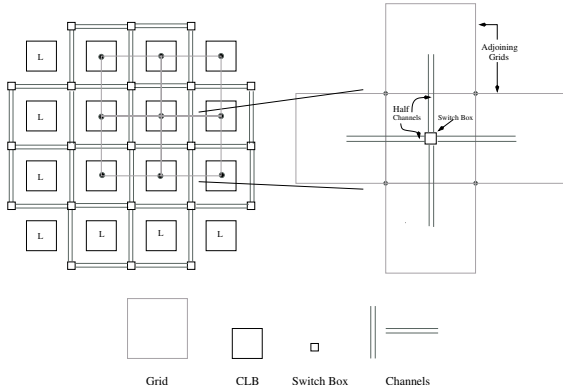 L
L
L
L
L
L
L
Adjoining
Grids
Half
Channels
Switch Box
Grid
CLB
Switch Box
Channels